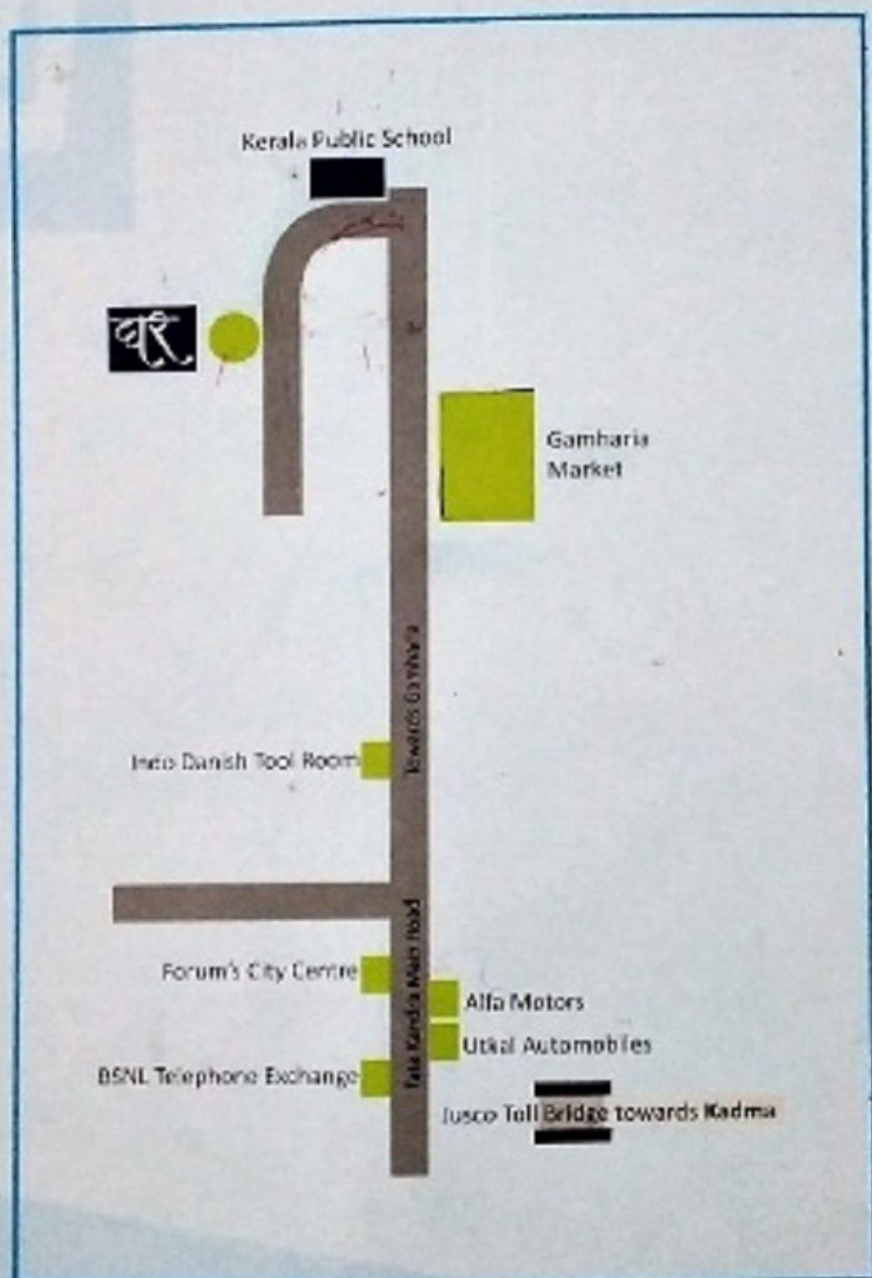 Kerala Public School
घर
Gamharia
Market
Towards Gamharia
Indo Danish Tool Room
Tata Kandra Main Road
Forum's City Centre
Alfa Motors
Utkal Automobiles
BSNL Telephone Exchange
Jusco Toll Bridge towards Kadma